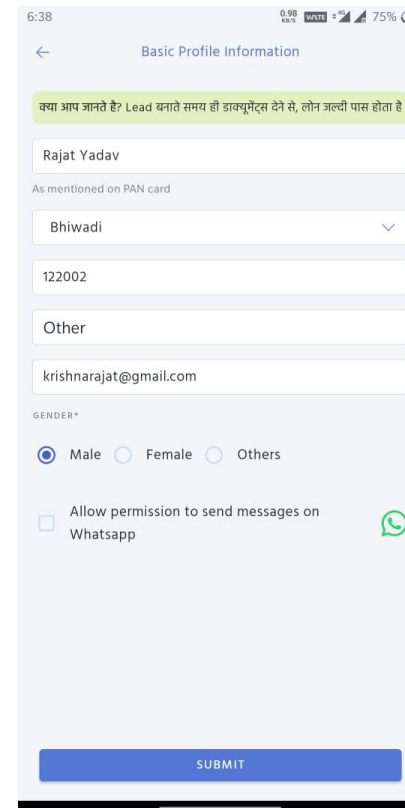 6:38
0.98 KB/S VoLTE 4G 75%
Basic Profile Information
क्या आप जानते है? Lead बनाते समय ही डाक्यूमेंट्स देने से, लोन जल्दी पास होता है
Rajat Yadav
As mentioned on PAN card
Bhiwadi
122002
Other
krishnarajat@gmail.com
GENDER*
Male Female Others
Allow permission to send messages on
Whatsapp
SUBMIT